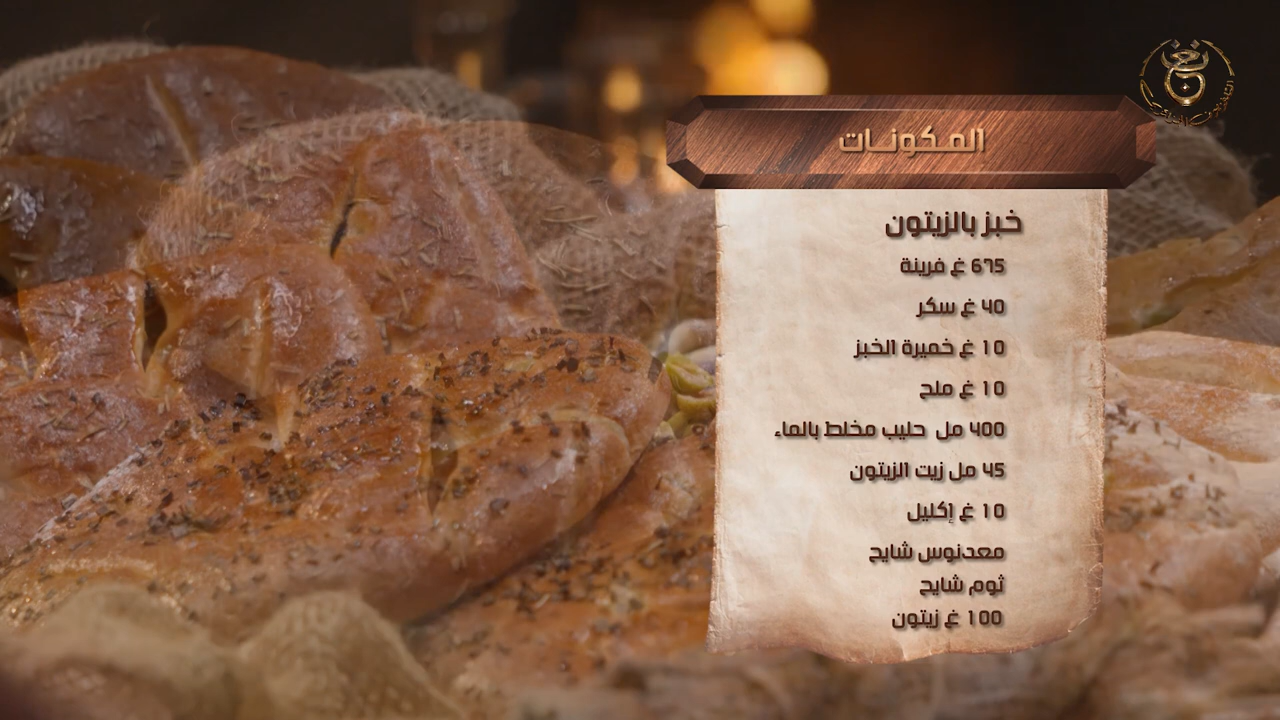 المكونات
خبز بالزيتون
675 غ فرينة
40 غ سكر
10 غ خميرة الخبز
10 غ ملح
400 مل حليب مخلط بالماء
45 مل زيت الزيتون
10 غ إكليل
معدنوس شايح
ثوم شايح
100 غ زيتون